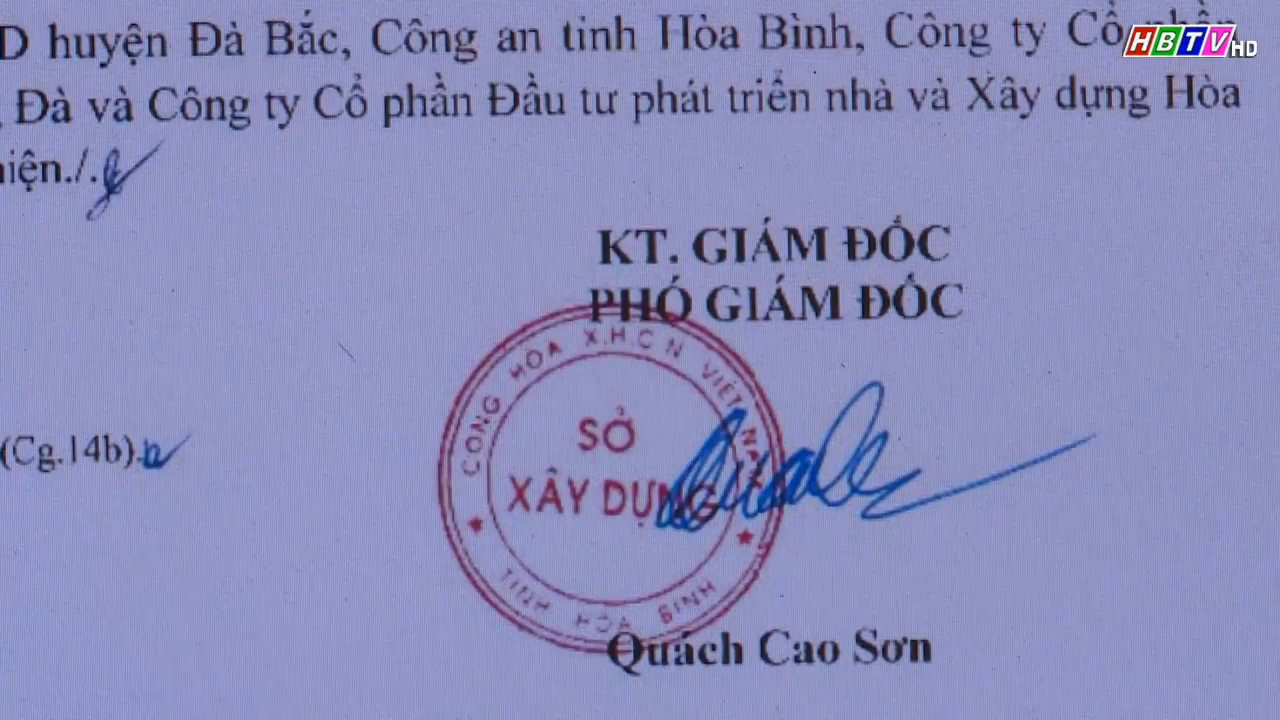 D huyện Đà Bắc, Công an tỉnh Hòa Bình, Công ty Cổ phần
HBTV HD
Đà và Công ty Cổ phần Đầu tư phát triển nhà và Xây dựng Hòa
hiện./.
KT. GIÁM ĐỐC
PHÓ GIÁM ĐỐC
CỘNG HÒA X.H.C.N VIỆT NAM
SỞ
XÂY DỰNG
TỈNH HÒA BÌNH
(Cg.14b).
Quách Cao Sơn